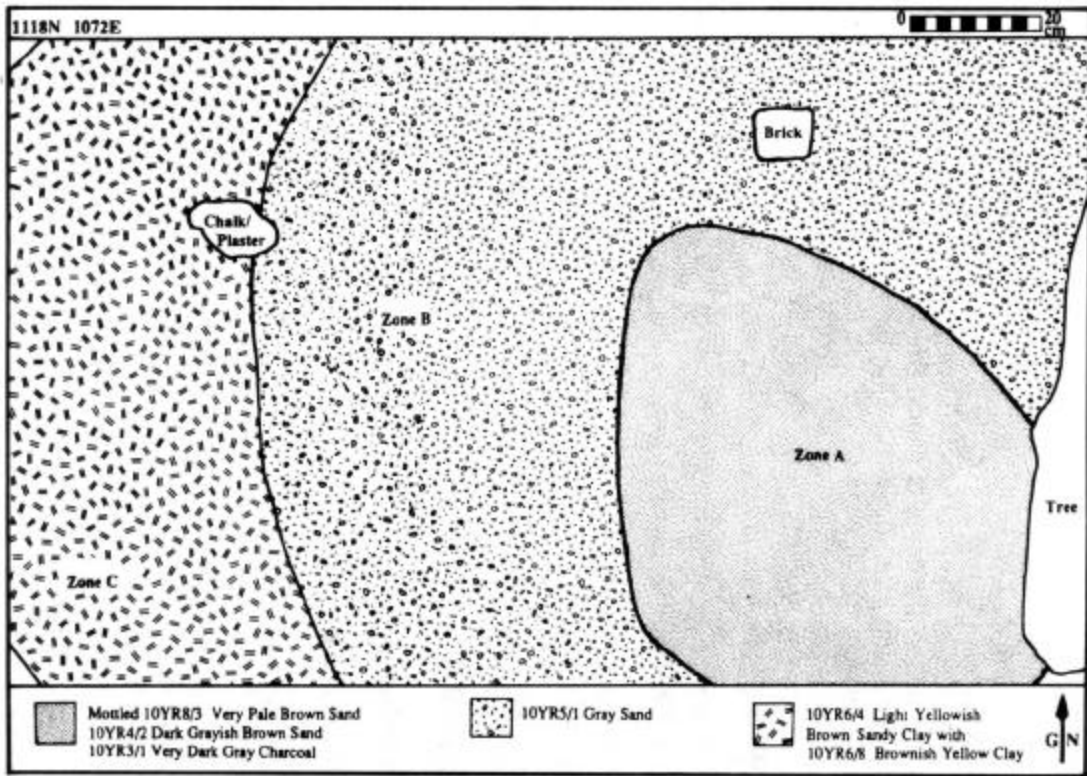 1118N 1072E
0 20
cm
Brick
Chalk/
Plaster
Zone B
Zone A
Tree
Zone C
Mottled 10YR8/3 Very Pale Brown Sand
10YR4/2 Dark Grayish Brown Sand
10YR3/1 Very Dark Gray Charcoal
10YR5/1 Gray Sand
10YR6/4 Light Yellowish
Brown Sandy Clay with
10YR6/8 Brownish Yellow Clay
G N